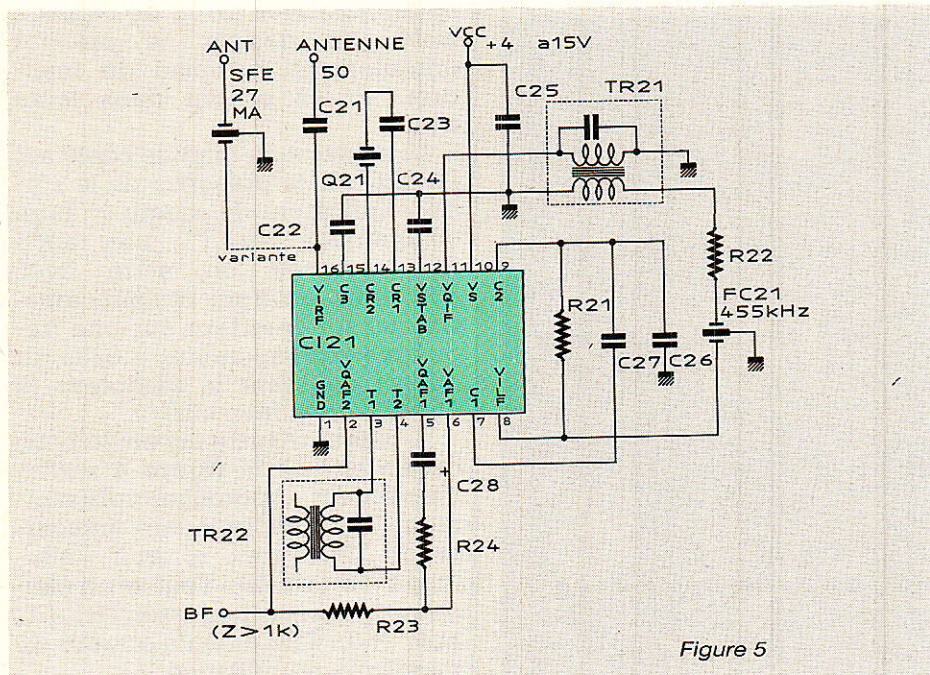 ANT
SFE
27
MA
ANTENNE
50
VCC
+4 a15V
C21
C23
C25
TR21
Q21
C24
C22
variante
R22
FC21
455kHz
R21
C27
C26
16 15 14 13 12 11 10 9
VIRF
C3
CR2
CR1
VSTAB
VQIF
VS
C2
CI21
GND
VQAF2
T1
T2
VQAF1
VAF1
C1
VILF
1 2 3 4 5 6 7 8
+
C28
TR22
R24
BF
(Z>1k)
R23
Figure 5